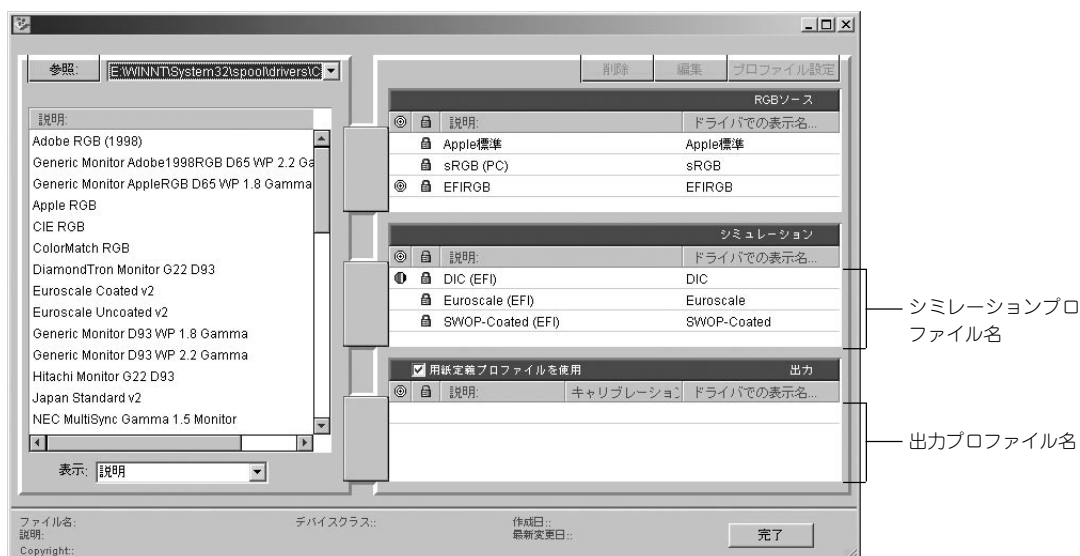 参照:
E:\WINNT\System32\spool\drivers\C
説明:
Adobe RGB (1998)
Generic Monitor Adobe1998RGB D65 WP 2.2 Ga
Generic Monitor AppleRGB D65 WP 1.8 Gamma
Apple RGB
CIE RGB
ColorMatch RGB
DiamondTron Monitor G22 D93
Euroscale Coated v2
Euroscale Uncoated v2
Generic Monitor D93 WP 1.8 Gamma
Generic Monitor D93 WP 2.2 Gamma
Hitachi Monitor G22 D93
Japan Standard v2
NEC MultiSync Gamma 1.5 Monitor
表示: 説明
削除 編集 プロファイル設定
RGBソース
説明: ドライバでの表示名...
Apple標準 Apple標準
sRGB (PC) sRGB
EFIRGB EFIRGB
シミュレーション
説明: ドライバでの表示名...
DIC (EFI) DIC
Euroscale (EFI) Euroscale
SWOP-Coated (EFI) SWOP-Coated
用紙定義プロファイルを使用 出力
説明: キャリブレーション ドライバでの表示名...
シミレーションプロ
ファイル名
出力プロファイル名
ファイル名: デバイスクラス:: 作成日::
説明: 最新変更日::
Copyright::
完了